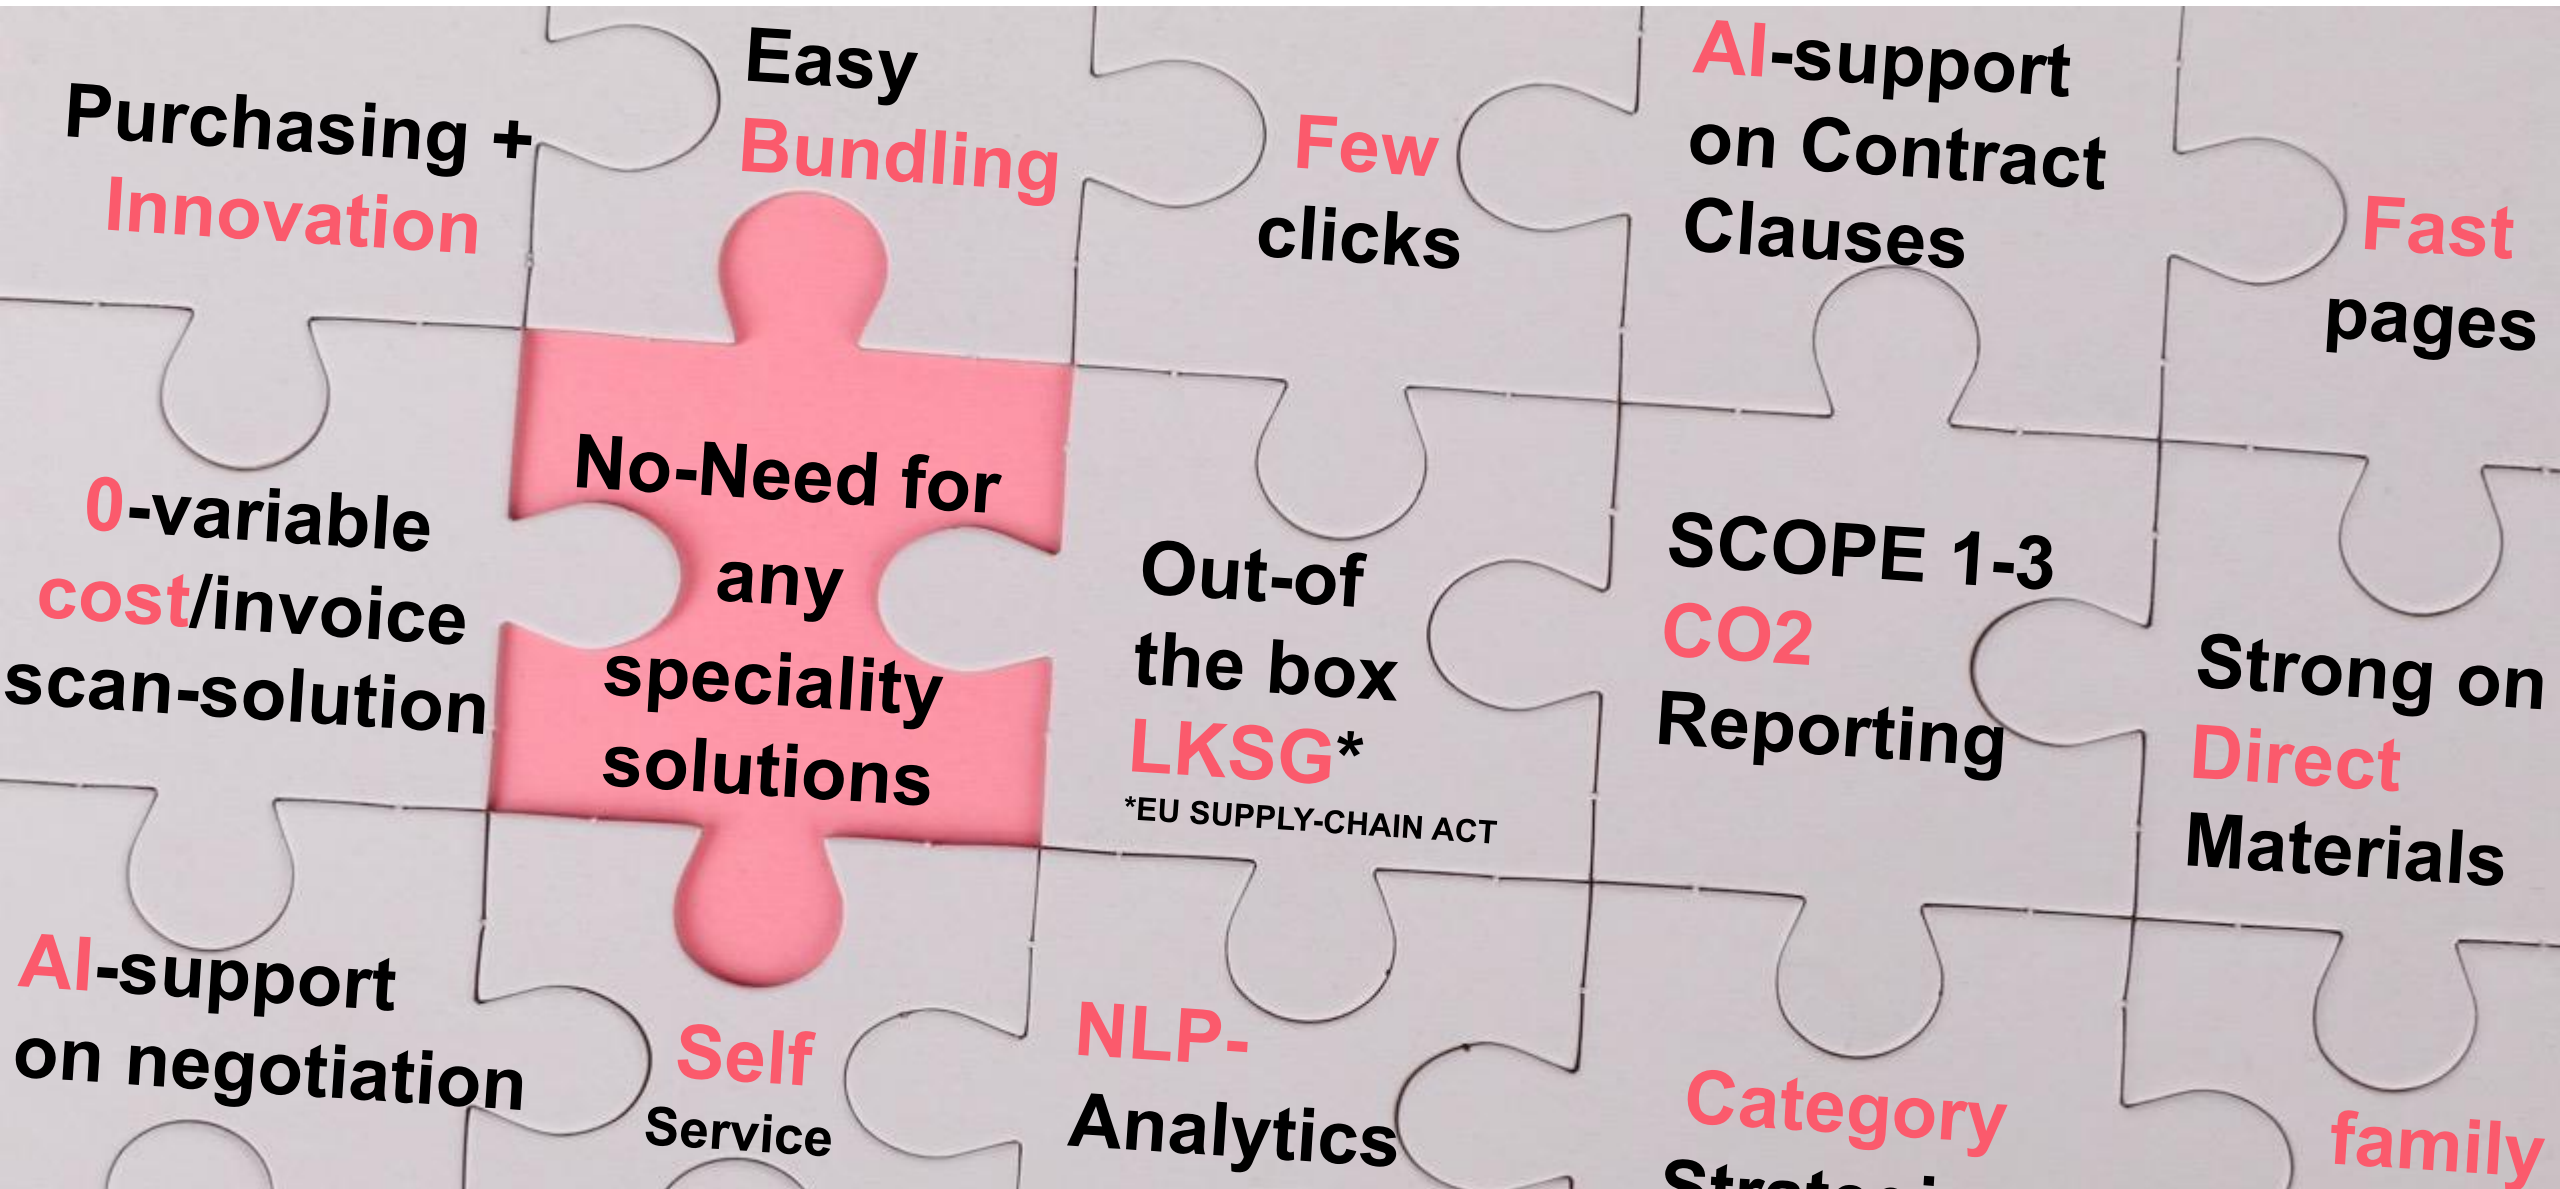 Purchasing +
Innovation
Easy
Bundling
Few
clicks
AI-support
on Contract
Clauses
Fast
pages
0-variable
cost/invoice
scan-solution
No-Need for
any
speciality
solutions
Out-of
the box
LKSG*
*EU SUPPLY-CHAIN ACT
SCOPE 1-3
CO2
Reporting
Strong on
Direct
Materials
AI-support
on negotiation
Self
Service
NLP-
Analytics
Category
family